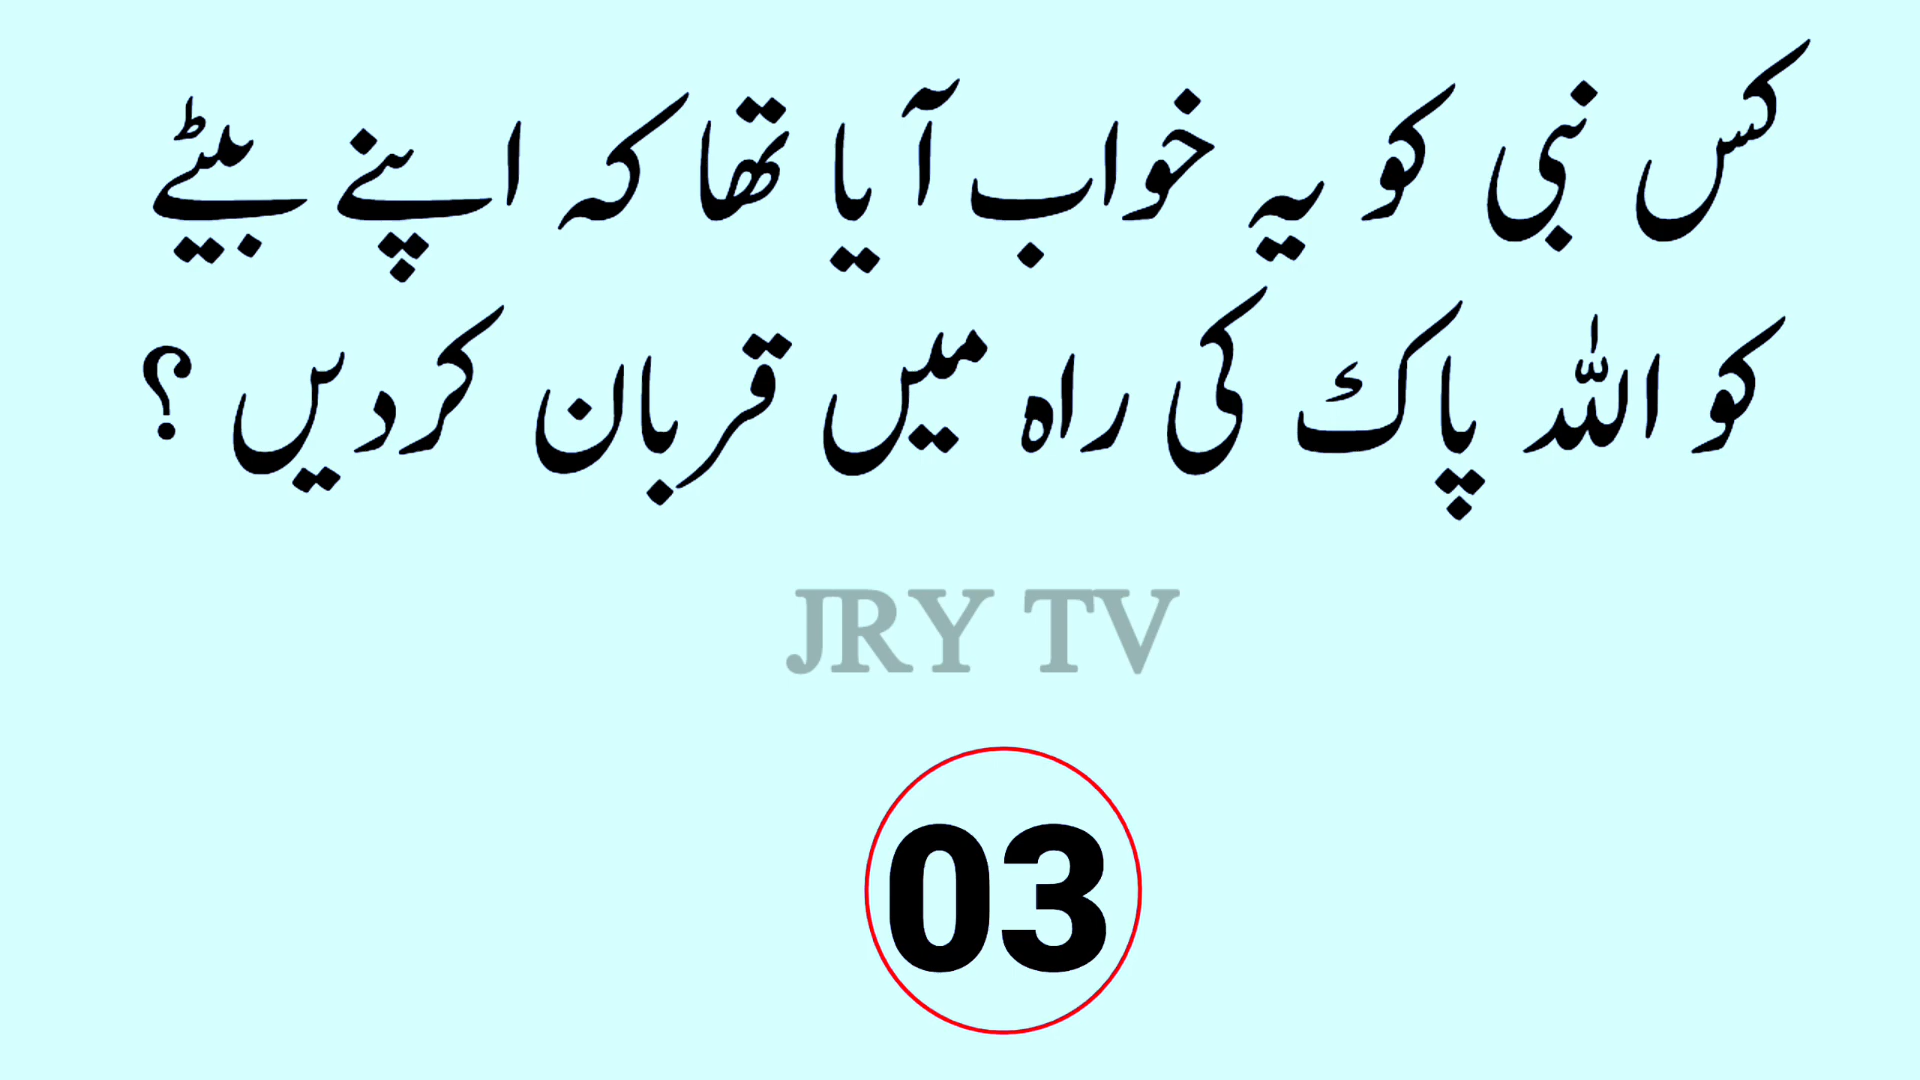 کس نبی کو یہ خواب آیا تھا کہ اپنے بیٹے
کو اللہ پاک کی راہ میں قربان کردیں ؟
JRY TV
03